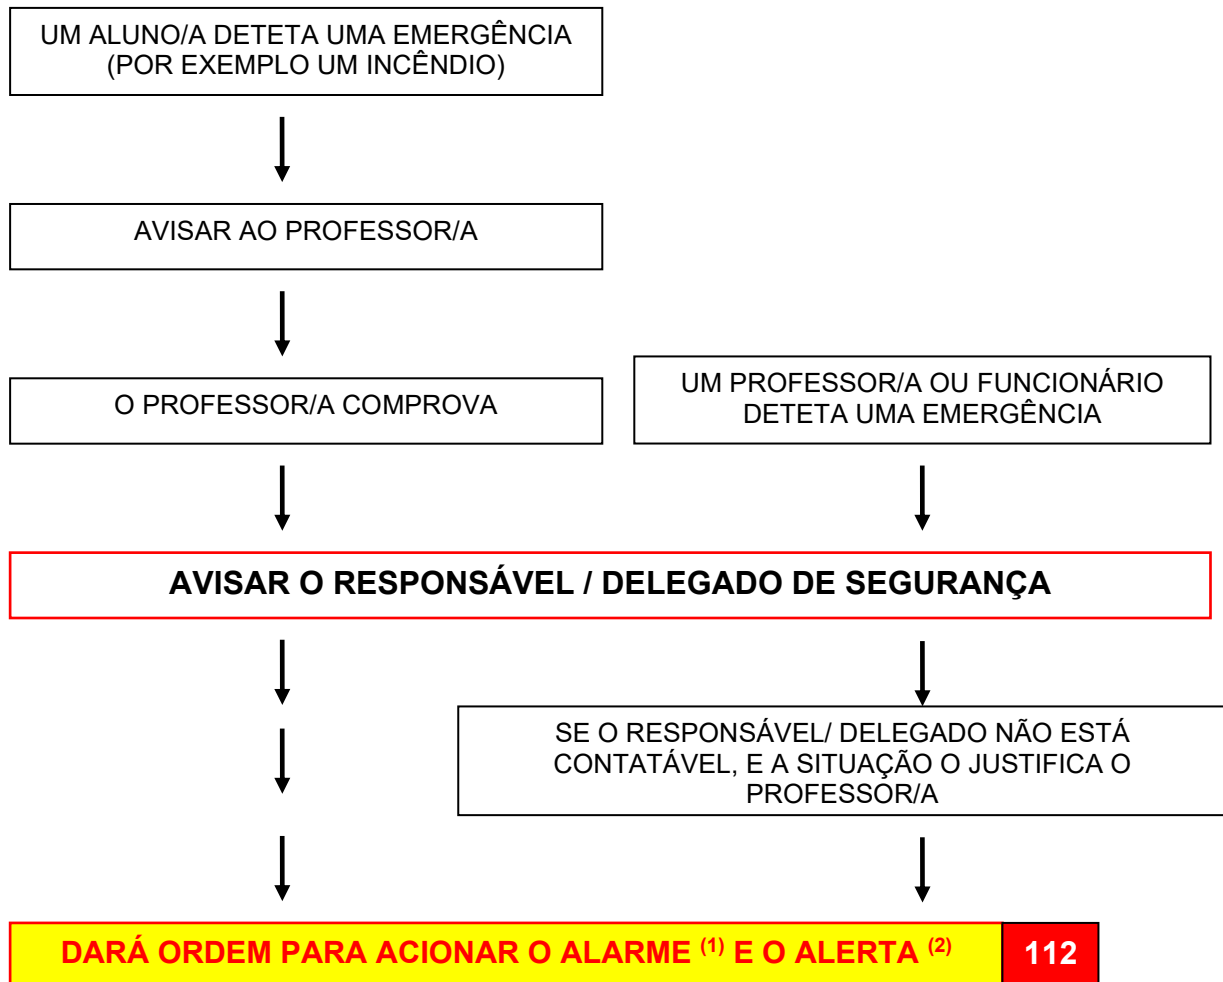 UM ALUNO/A DETETA UMA EMERGÊNCIA
(POR EXEMPLO UM INCÊNDIO)
AVISAR AO PROFESSOR/A
O PROFESSOR/A COMPROVA
UM PROFESSOR/A OU FUNCIONÁRIO
DETETA UMA EMERGÊNCIA
AVISAR O RESPONSÁVEL / DELEGADO DE SEGURANÇA
SE O RESPONSÁVEL/ DELEGADO NÃO ESTÁ
CONTATÁVEL, E A SITUAÇÃO O JUSTIFICA O
PROFESSOR/A
DARÁ ORDEM PARA ACIONAR O ALARME (1) E O ALERTA (2)
112